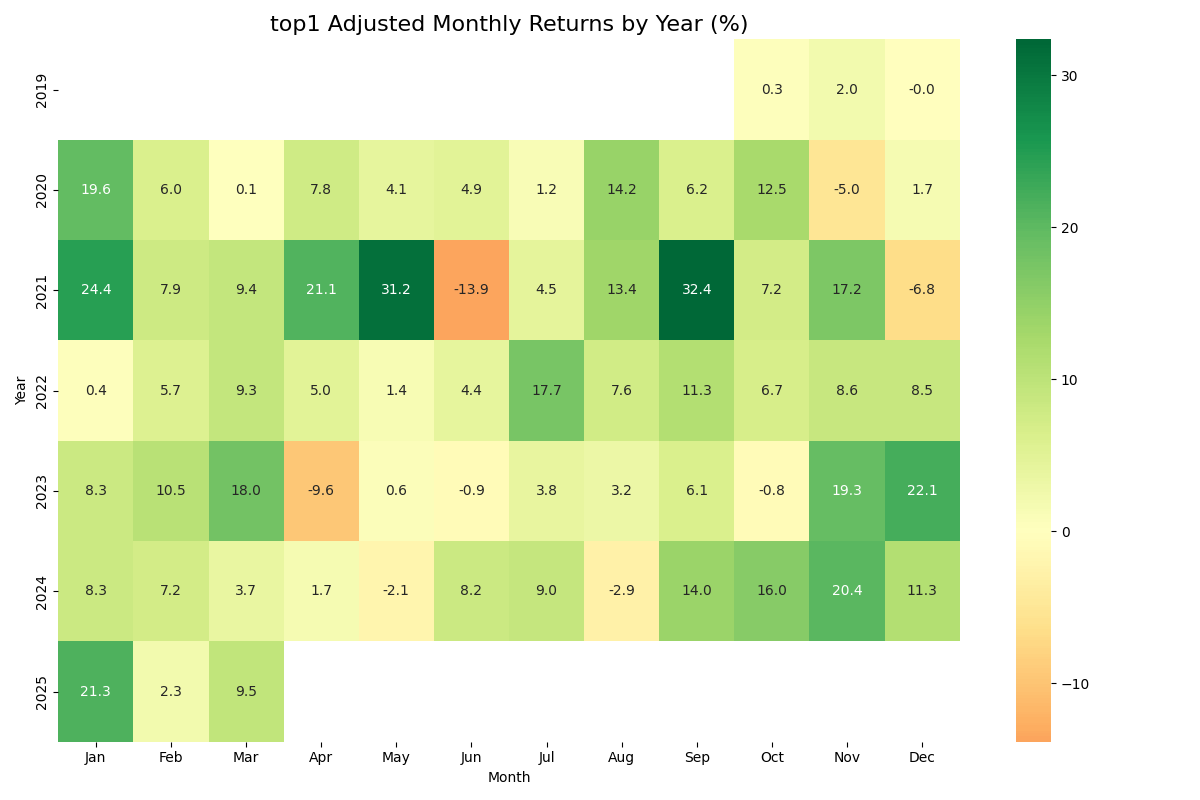 top1 Adjusted Monthly Returns by Year (%)
2019 0.3 2.0 -0.0
2020 19.6 6.0 0.1 7.8 4.1 4.9 1.2 14.2 6.2 12.5 -5.0 1.7
2021 24.4 7.9 9.4 21.1 31.2 -13.9 4.5 13.4 32.4 7.2 17.2 -6.8
2022 0.4 5.7 9.3 5.0 1.4 4.4 17.7 7.6 11.3 6.7 8.6 8.5
2023 8.3 10.5 18.0 -9.6 0.6 -0.9 3.8 3.2 6.1 -0.8 19.3 22.1
2024 8.3 7.2 3.7 1.7 -2.1 8.2 9.0 -2.9 14.0 16.0 20.4 11.3
2025 21.3 2.3 9.5
Year
Jan Feb Mar Apr May Jun Jul Aug Sep Oct Nov Dec
Month
30
20
10
0
−10